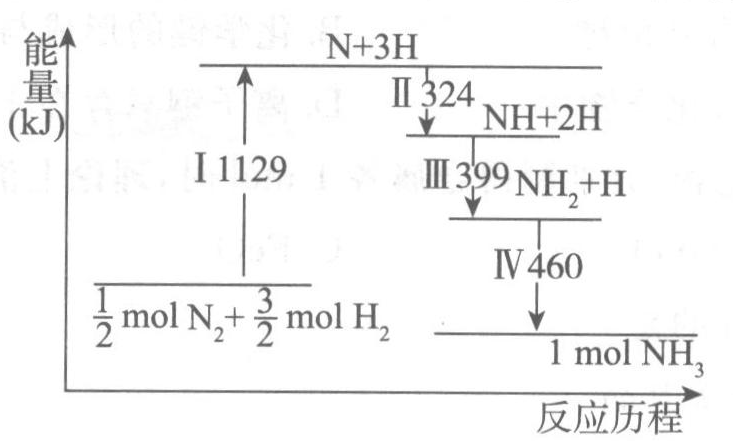 能量(kJ)
N+3H
Ⅱ 324
NH+2H
Ⅰ 1129
Ⅲ 399
NH₂+H
Ⅳ 460
1/2 mol N₂+ 3/2 mol H₂
1 mol NH₃
反应历程